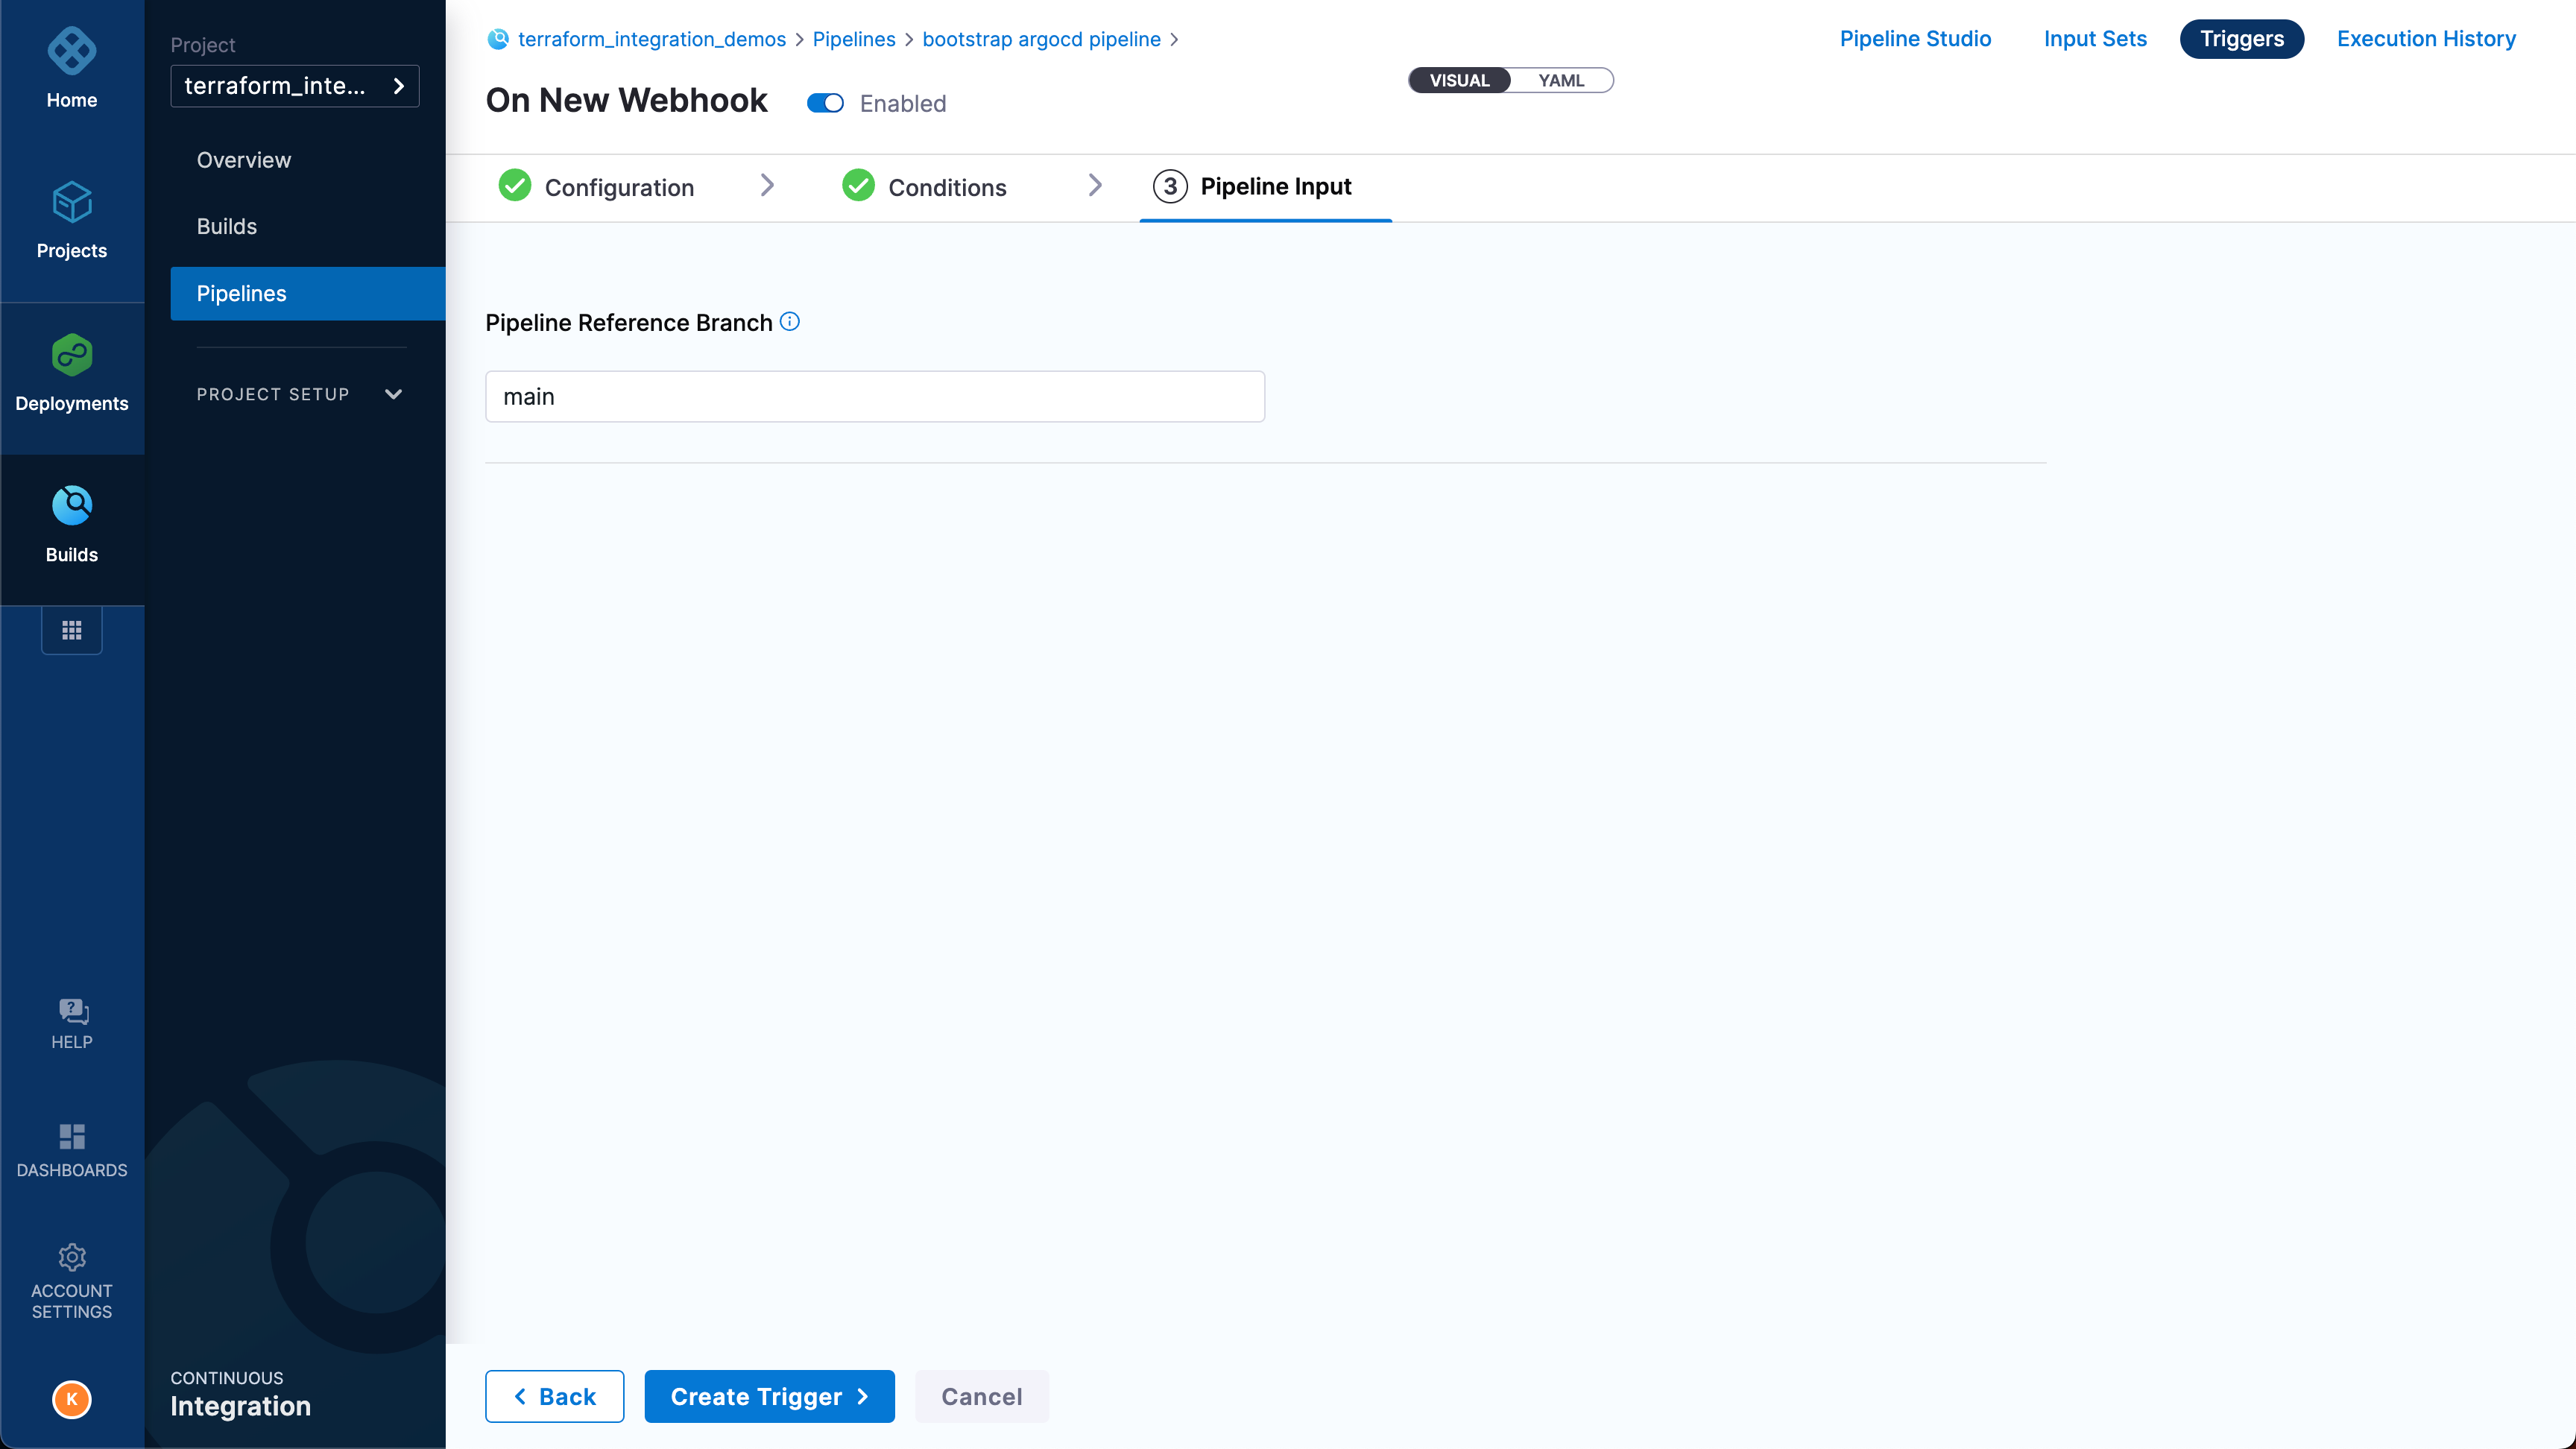 Home
Projects
Deployments
Builds
HELP
DASHBOARDS
ACCOUNT
SETTINGS
K
Project
terraform_inte...
Overview
Builds
Pipelines
PROJECT SETUP
CONTINUOUS
Integration
terraform_integration_demos > Pipelines > bootstrap argocd pipeline >
Pipeline Studio
Input Sets
Triggers
Execution History
VISUAL
YAML
On New Webhook
Enabled
Configuration
Conditions
3 Pipeline Input
Pipeline Reference Branch
main
Back
Create Trigger
Cancel